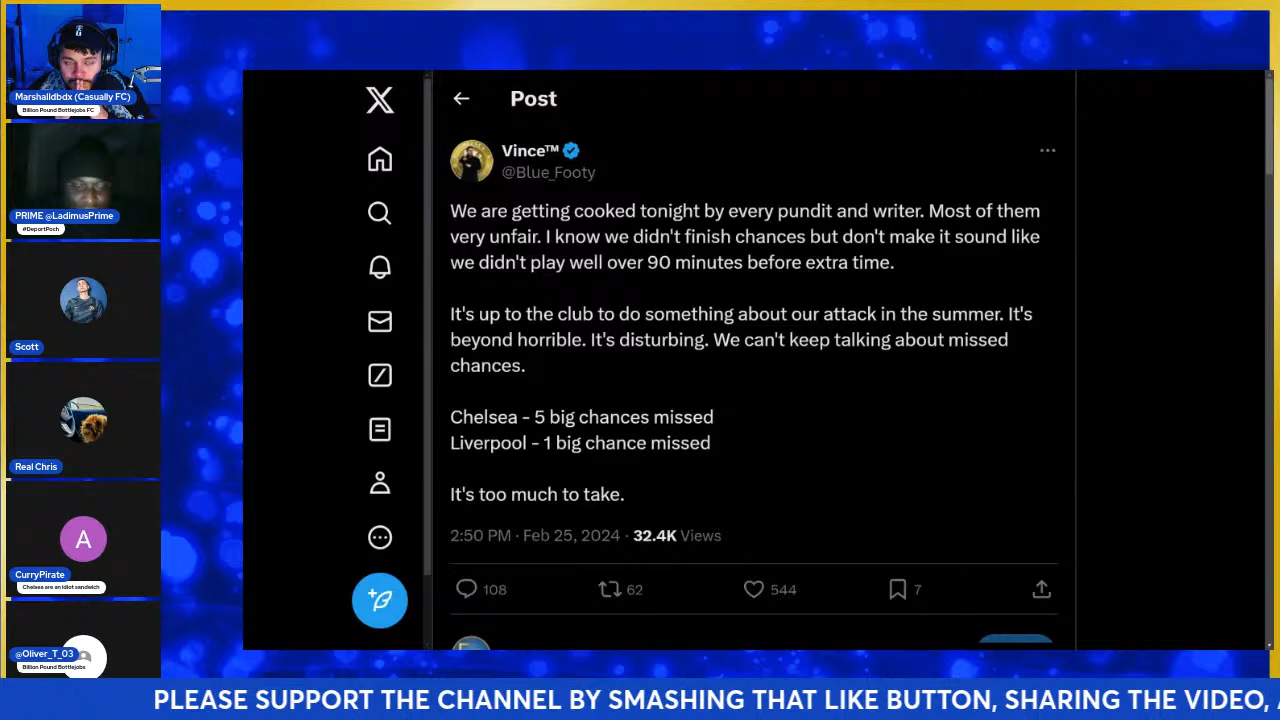 Marshalldbdx (Casually FC)
Billion Pound Bottlejobs FC
PRIME @LadimusPrime
#DeportPoch
Scott
Real Chris
A
CurryPirate
Chelsea are an idiot sandwich
@Oliver_T_03
Billion Pound Bottlejobs
Post
Vince™
@Blue_Footy
We are getting cooked tonight by every pundit and writer. Most of them
very unfair. I know we didn't finish chances but don't make it sound like
we didn't play well over 90 minutes before extra time.
It's up to the club to do something about our attack in the summer. It's
beyond horrible. It's disturbing. We can't keep talking about missed
chances.
Chelsea - 5 big chances missed
Liverpool - 1 big chance missed
It's too much to take.
2:50 PM · Feb 25, 2024 · 32.4K Views
108 62 544 7
PLEASE SUPPORT THE CHANNEL BY SMASHING THAT LIKE BUTTON, SHARING THE VIDEO,